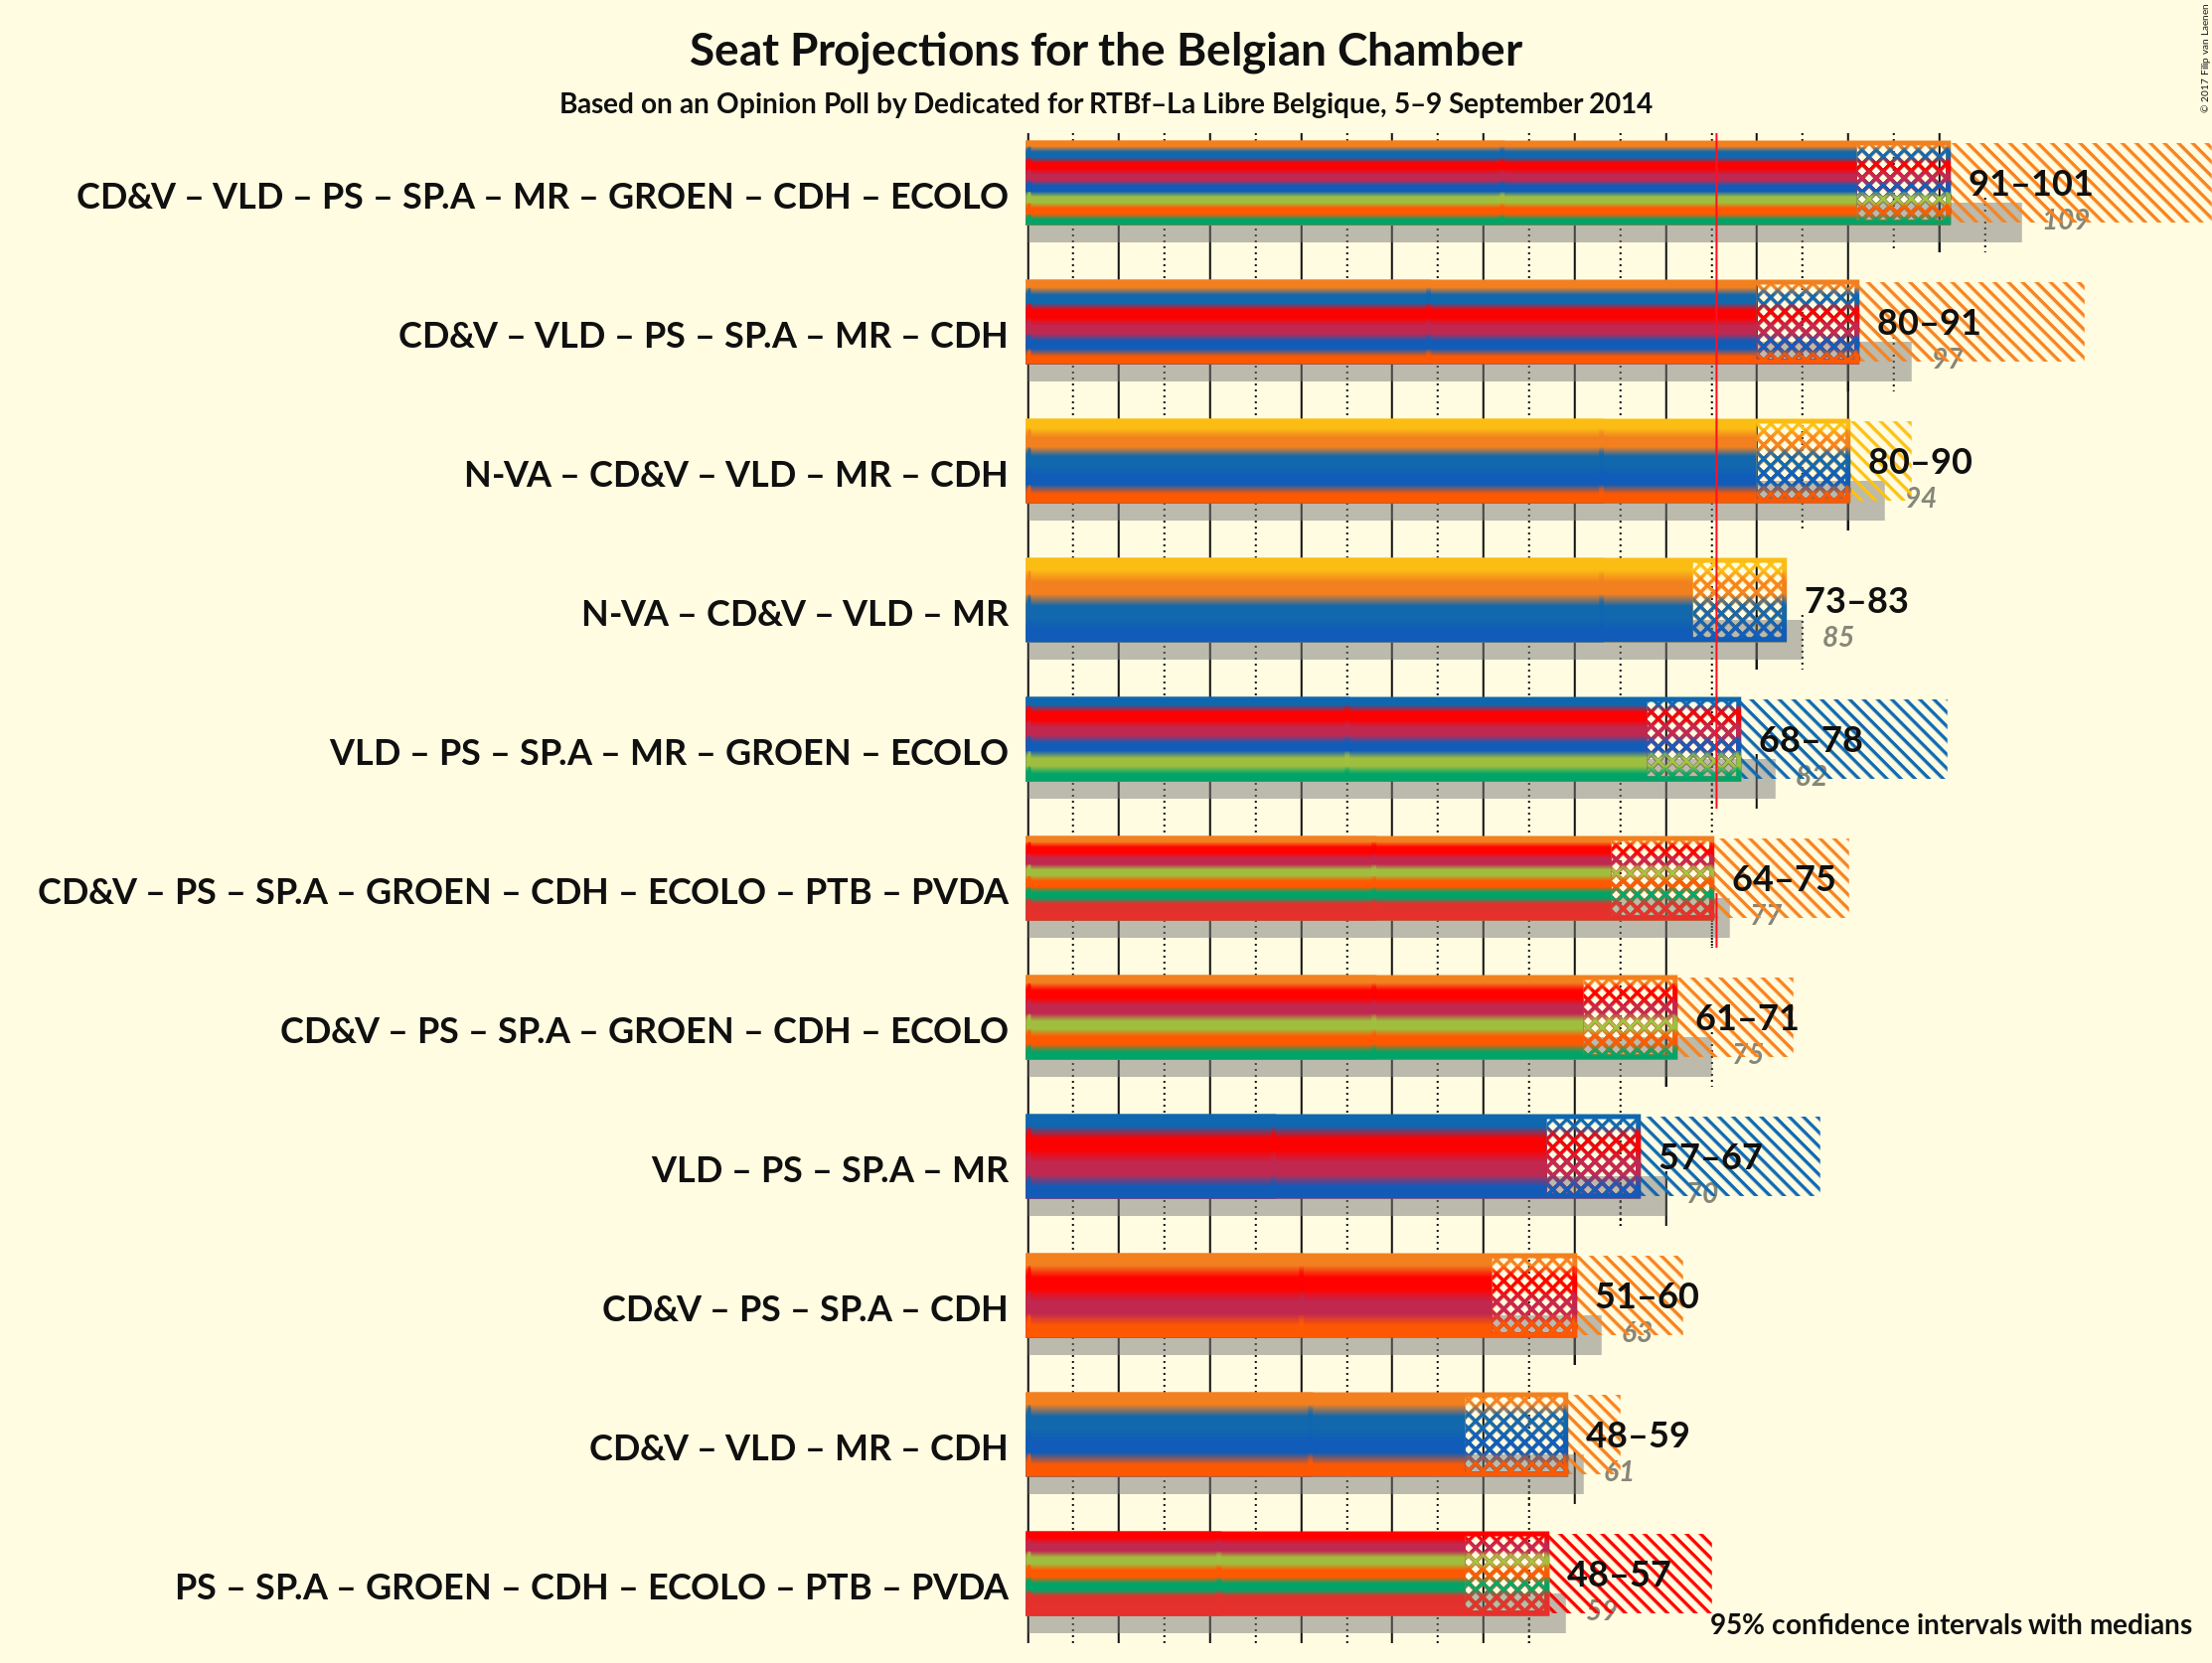 Seat Projections for the Belgian Chamber
Based on an Opinion Poll by Dedicated for RTBf–La Libre Belgique, 5–9 September 2014
© 2017 Filip van Laenen
CD&V – VLD – PS – SP.A – MR – GROEN – CDH – ECOLO
91–101
109
CD&V – VLD – PS – SP.A – MR – CDH
80–91
97
N-VA – CD&V – VLD – MR – CDH
80–90
94
N-VA – CD&V – VLD – MR
73–83
85
VLD – PS – SP.A – MR – GROEN – ECOLO
68–78
82
CD&V – PS – SP.A – GROEN – CDH – ECOLO – PTB – PVDA
64–75
77
CD&V – PS – SP.A – GROEN – CDH – ECOLO
61–71
75
VLD – PS – SP.A – MR
57–67
70
CD&V – PS – SP.A – CDH
51–60
63
CD&V – VLD – MR – CDH
48–59
61
PS – SP.A – GROEN – CDH – ECOLO – PTB – PVDA
48–57
59
95% confidence intervals with medians